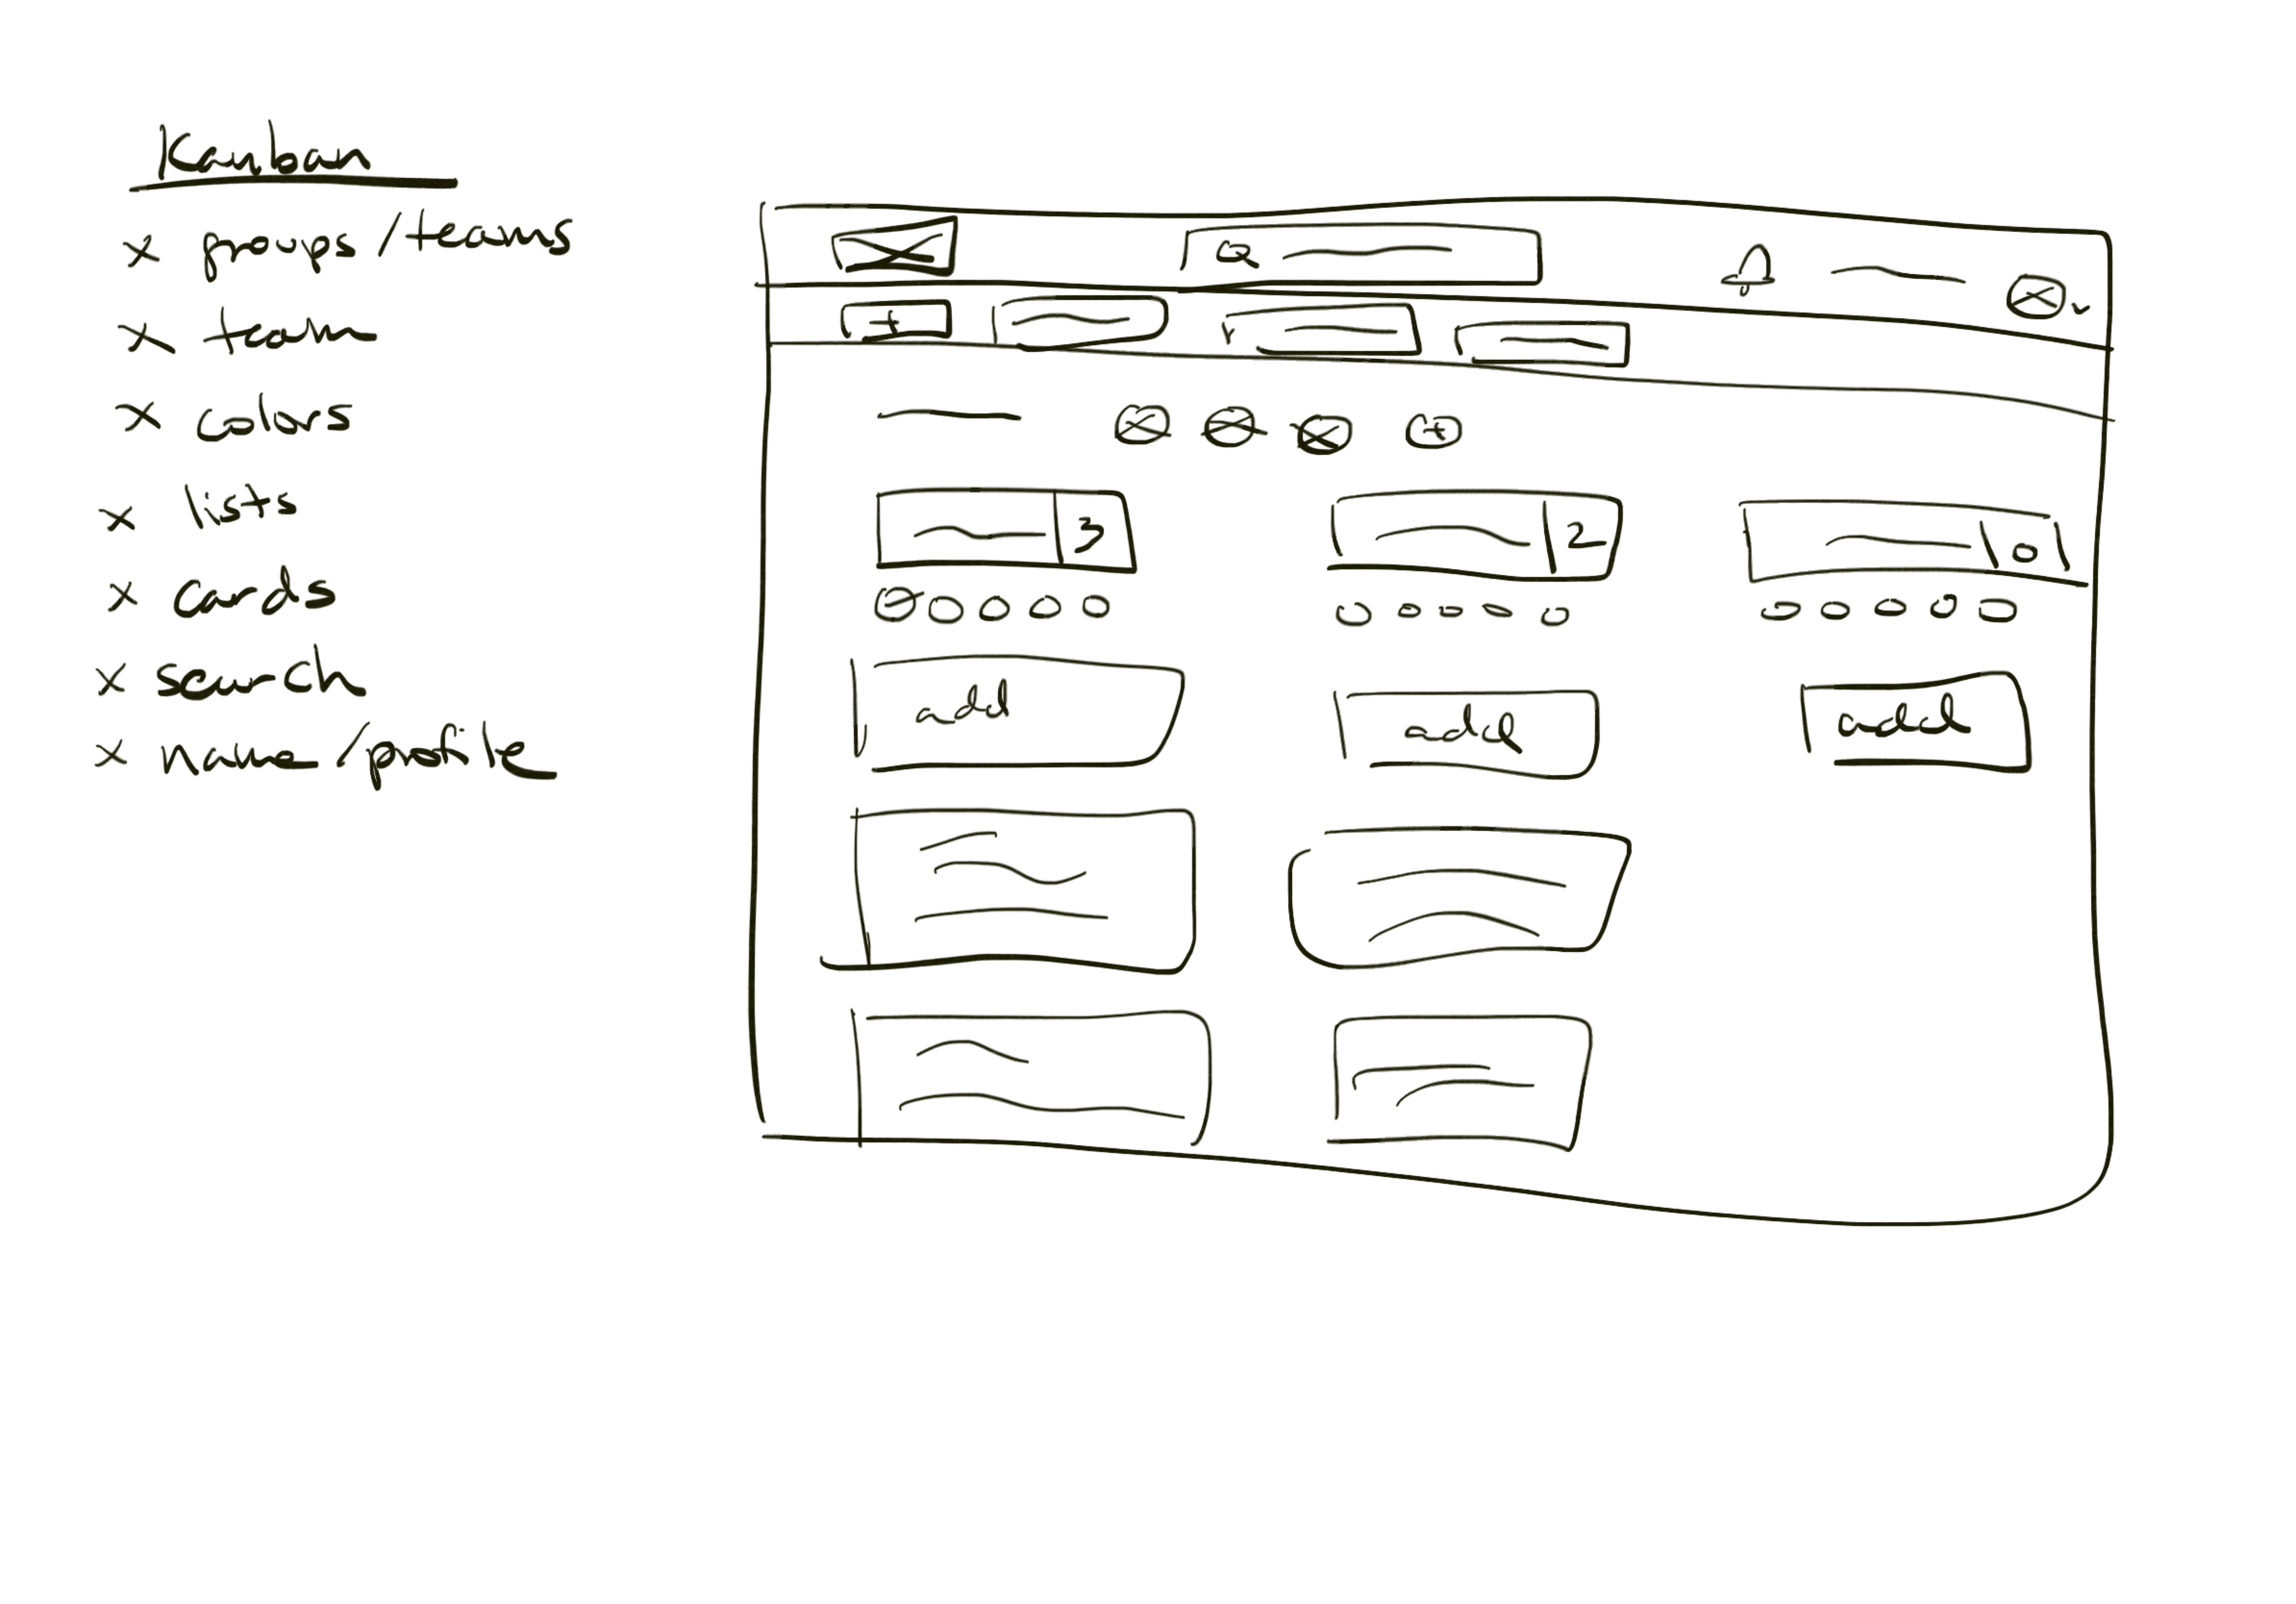 Kanban
x groups/teams
x team
x colors
x lists
x cards
x search
x name/profile
+
+
3
2
0
add
add
add